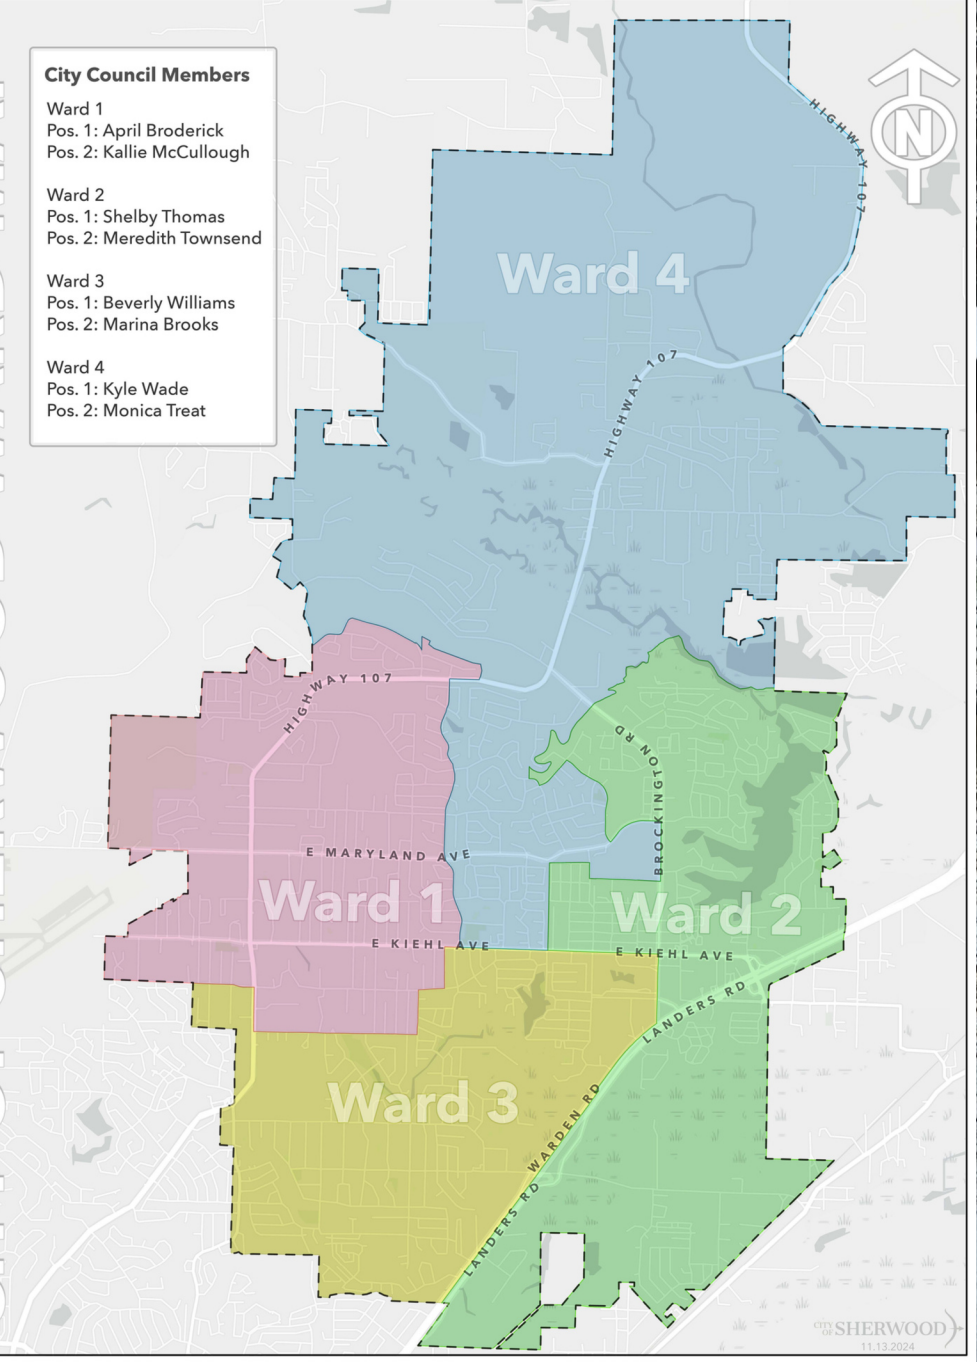 City Council Members
Ward 1
Pos. 1: April Broderick
Pos. 2: Kallie McCullough
Ward 2
Pos. 1: Shelby Thomas
Pos. 2: Meredith Townsend
Ward 3
Pos. 1: Beverly Williams
Pos. 2: Marina Brooks
Ward 4
Pos. 1: Kyle Wade
Pos. 2: Monica Treat
N
HIGHWAY 107
Ward 4
HIGHWAY 107
HIGHWAY 107
BROCKINGTON RD
E MARYLAND AVE
Ward 1
Ward 2
E KIEHL AVE
E KIEHL AVE
LANDERS RD
Ward 3
WARDEN RD
LANDERS RD
CITY OF SHERWOOD
11.13.2024